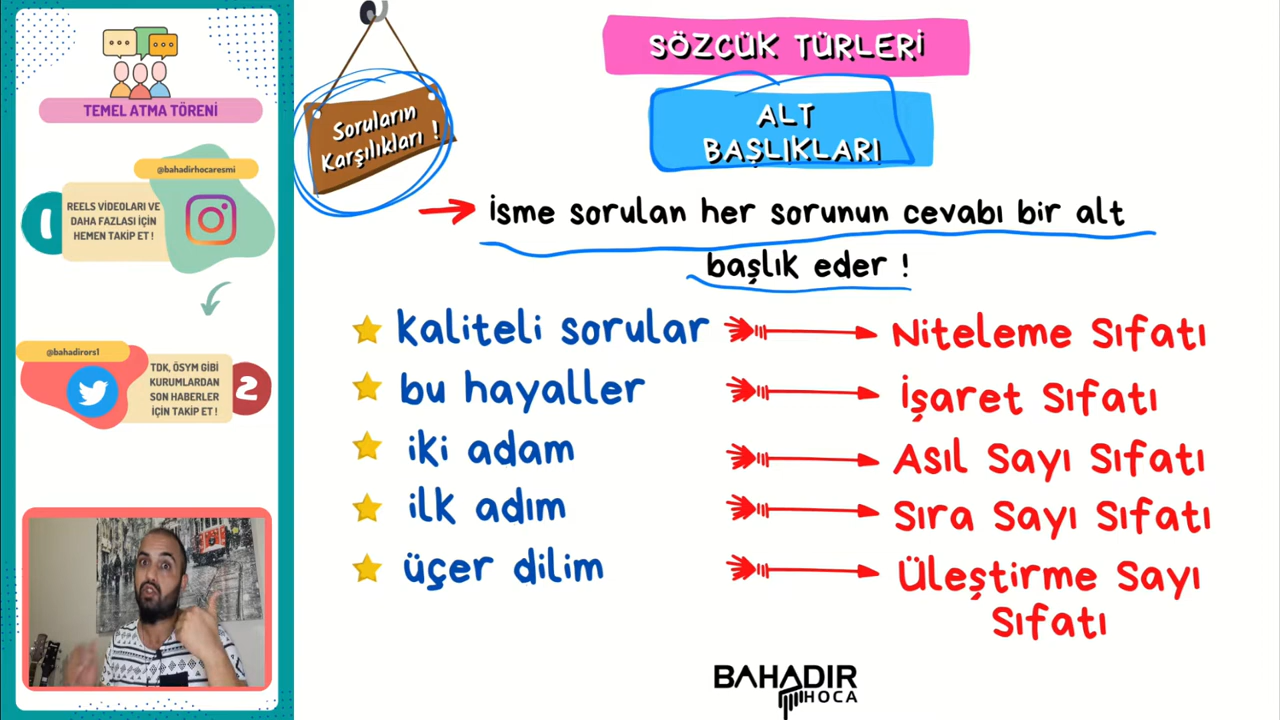 TEMEL ATMA TÖRENİ
@bahadirhocaresmi
1
REELS VİDEOLARI VE
DAHA FAZLASI İÇİN
HEMEN TAKİP ET !
@bahadirors1
TDK, ÖSYM GİBİ
KURUMLARDAN
SON HABERLER
İÇİN TAKİP ET !
2
Soruların
Karşılıkları !
SÖZCÜK TÜRLERİ
ALT
BAŞLIKLARI
İsme sorulan her sorunun cevabı bir alt
başlık eder !
kaliteli sorular Niteleme Sıfatı
bu hayaller İşaret Sıfatı
iki adam Asıl Sayı Sıfatı
ilk adım Sıra Sayı Sıfatı
üçer dilim Üleştirme Sayı
Sıfatı
BAHADIR
HOCA